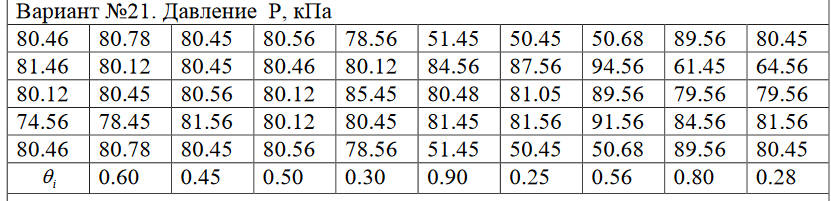 Вариант №21. Давление P, кПа
80.46 80.78 80.45 80.56 78.56 51.45 50.45 50.68 89.56 80.45
81.46 80.12 80.45 80.46 80.12 84.56 87.56 94.56 61.45 64.56
80.12 80.45 80.56 80.12 85.45 80.48 81.05 89.56 79.56 79.56
74.56 78.45 81.56 80.12 80.45 81.45 81.56 91.56 84.56 81.56
80.46 80.78 80.45 80.56 78.56 51.45 50.45 50.68 89.56 80.45
θi 0.60 0.45 0.50 0.30 0.90 0.25 0.56 0.80 0.28